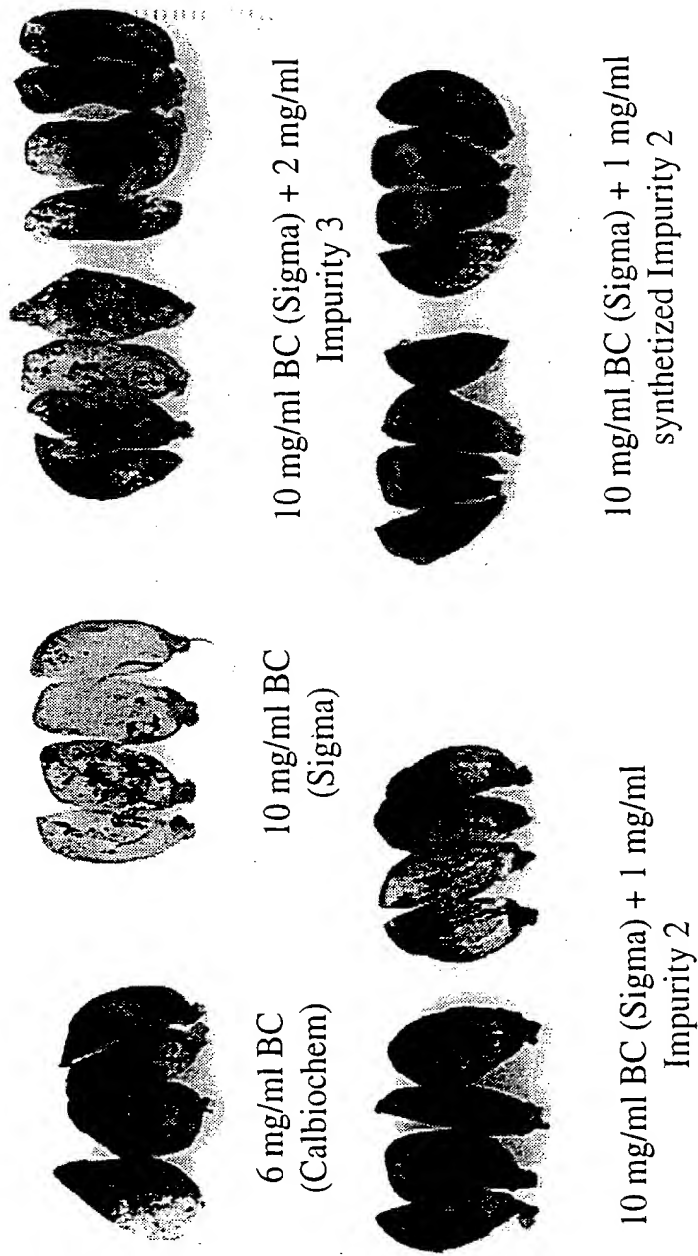 6 mg/ml BC
(Calbiochem)
10 mg/ml BC
(Sigma)
10 mg/ml BC (Sigma) + 2 mg/ml
Impurity 3
10 mg/ml BC (Sigma) + 1 mg/ml
Impurity 2
10 mg/ml BC (Sigma) + 1 mg/ml
synthetized Impurity 2